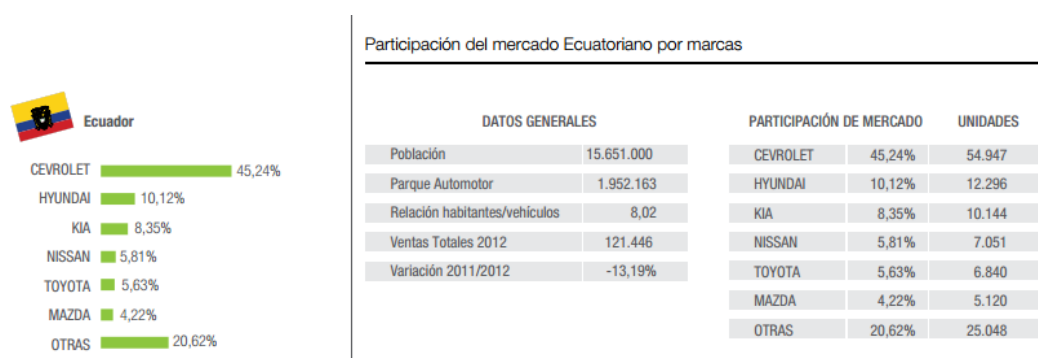 Participación del mercado Ecuatoriano por marcas
Ecuador
CEVROLET 45,24%
HYUNDAI 10,12%
KIA 8,35%
NISSAN 5,81%
TOYOTA 5,63%
MAZDA 4,22%
OTRAS 20,62%
DATOS GENERALES
Población 15.651.000
Parque Automotor 1.952.163
Relación habitantes/vehículos 8,02
Ventas Totales 2012 121.446
Variación 2011/2012 -13,19%
PARTICIPACIÓN DE MERCADO UNIDADES
CEVROLET 45,24% 54.947
HYUNDAI 10,12% 12.296
KIA 8,35% 10.144
NISSAN 5,81% 7.051
TOYOTA 5,63% 6.840
MAZDA 4,22% 5.120
OTRAS 20,62% 25.048